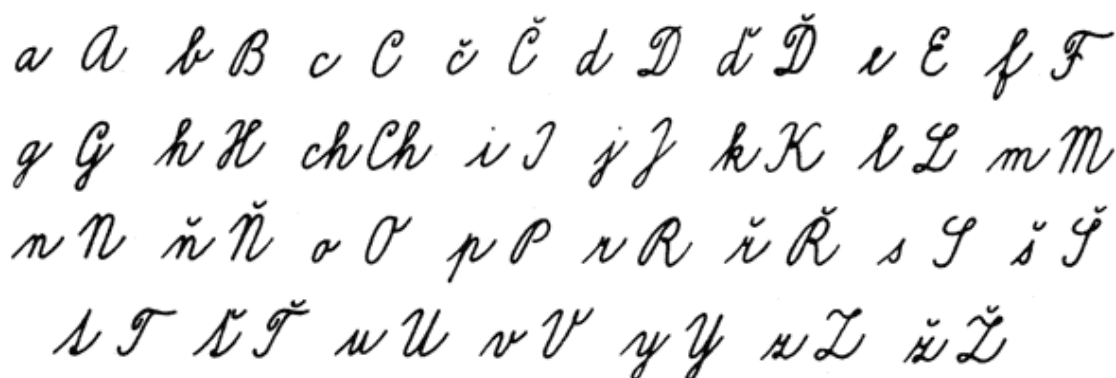 a A b B c C č Č d D ď Ď e E f F
g G h H ch Ch i I j J k K l L m M
n N ň Ň o O p P r R ř Ř s S š Š
t T ť Ť u U v V y Y z Z ž Ž